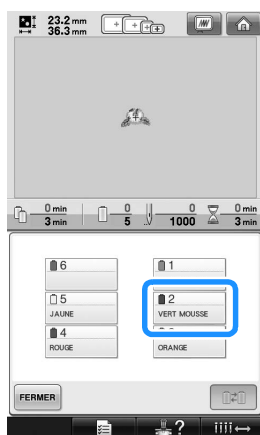 23.2 mm
36.3 mm
0 min
3 min
0
5
0
1000
0 min
3 min
6
1
5
JAUNE
2
VERT MOUSSE
4
ROUGE
ORANGE
FERMER
?